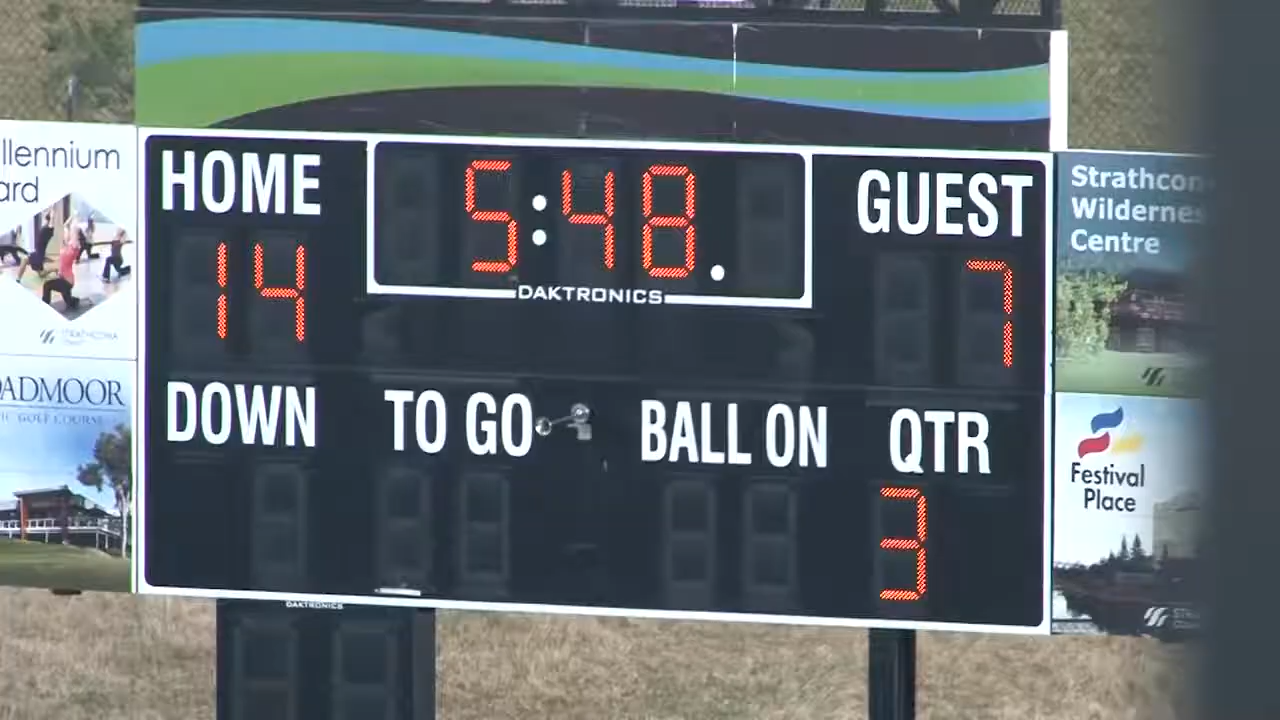 HOME
5:48.
GUEST
14
7
DAKTRONICS
DOWN
TO GO
BALL ON
QTR
3
DAKTRONICS
Strathcon
Wildernes
Centre
Festival
Place
llennium
ard
STRATHCONA
OADMOOR
GOLF COURSE